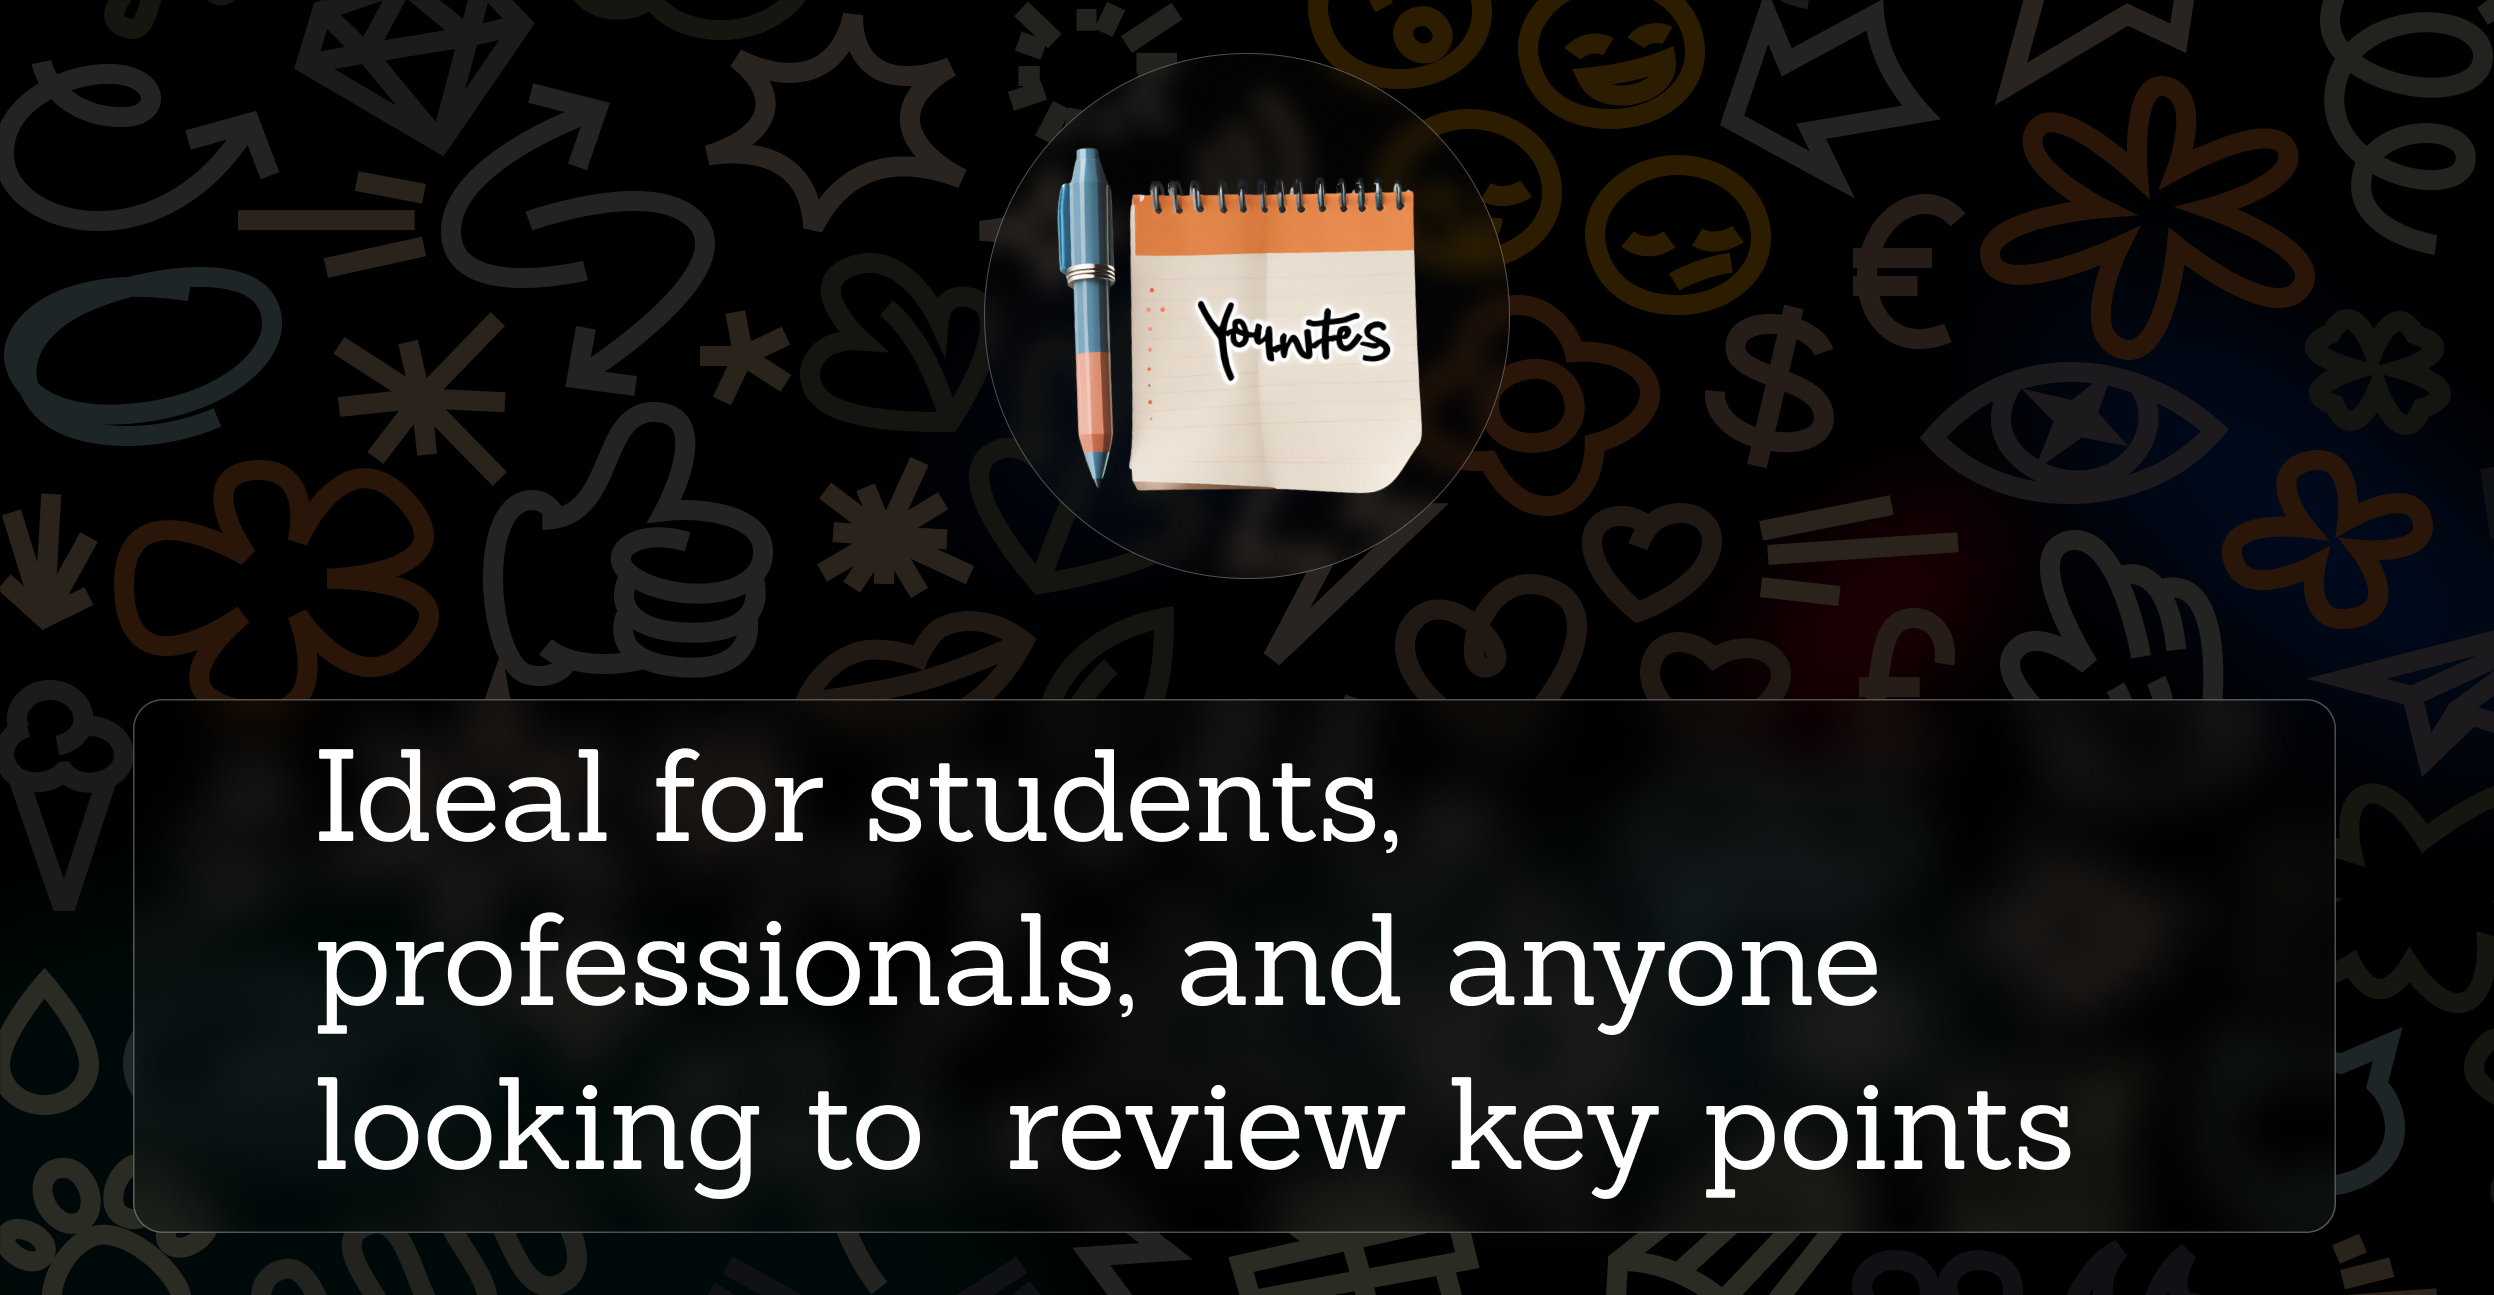 Younites
Ideal for students,
professionals, and anyone
looking to review key points